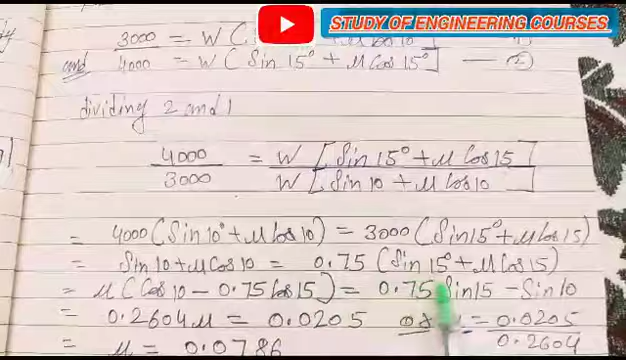 STUDY OF ENGINEERING COURSES
3000 = W (
and 4000 = W ( Sin 15° + μ Cos 15° ] — ②
dividing 2 and 1
4000 = W [ Sin 15° + μ Cos 15 ]
3000 W [ Sin 10 + μ Cos 10 ]
= 4000 ( Sin 10° + μ Cos 10 ) = 3000 ( Sin 15° + μ Cos 15 )
= Sin 10 + μ Cos 10 = 0.75 ( Sin 15° + μ Cos 15 )
= μ ( Cos 10 - 0.75 Cos 15 ) = 0.75 Sin 15 - Sin 10
= 0.2604 μ = 0.0205 or = 0.0205
0.2604
= μ = 0.0786